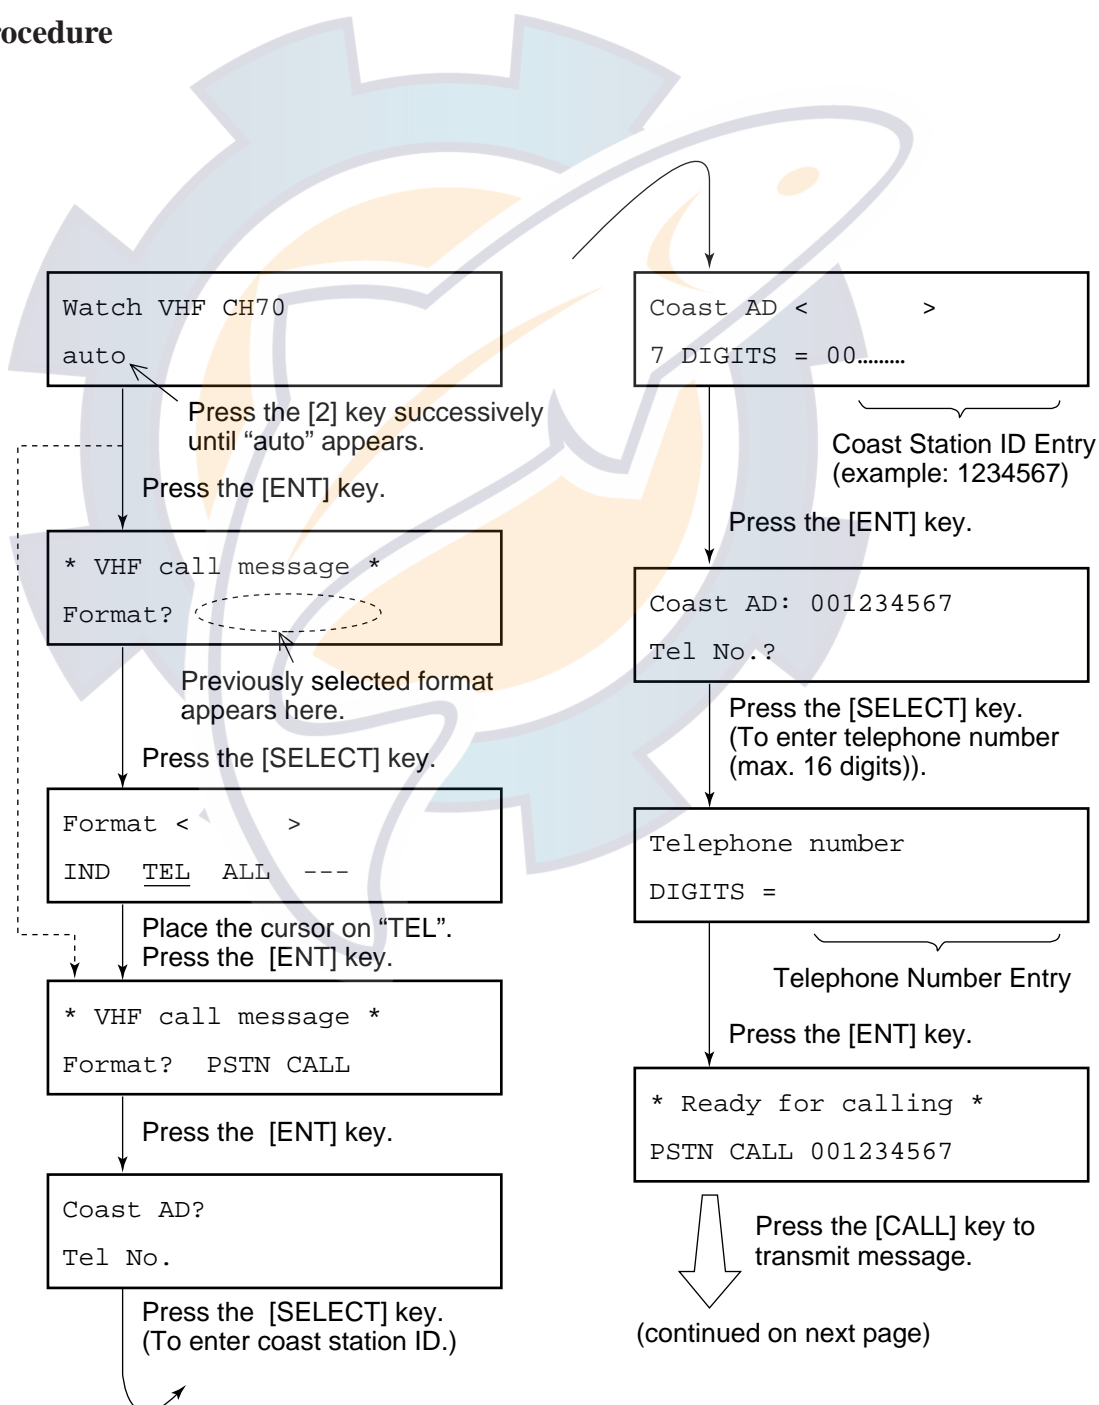 rocedure
Watch VHF CH70
auto
Press the [2] key successively
until “auto” appears.
Press the [ENT] key.
* VHF call message *
Format?
Previously selected format
appears here.
Press the [SELECT] key.
Format <      >
IND  TEL  ALL  ---
Place the cursor on “TEL”.
Press the  [ENT] key.
* VHF call message *
Format?  PSTN CALL
Press the  [ENT] key.
Coast AD?
Tel No.
Press the  [SELECT] key.
(To enter coast station ID.)
Coast AD <       >
7 DIGITS = 00.........
Coast Station ID Entry
(example: 1234567)
Press the [ENT] key.
Coast AD: 001234567
Tel No.?
Press the [SELECT] key.
(To enter telephone number
(max. 16 digits)).
Telephone number
DIGITS =
Telephone Number Entry
Press the [ENT] key.
* Ready for calling *
PSTN CALL 001234567
Press the [CALL] key to
transmit message.
(continued on next page)